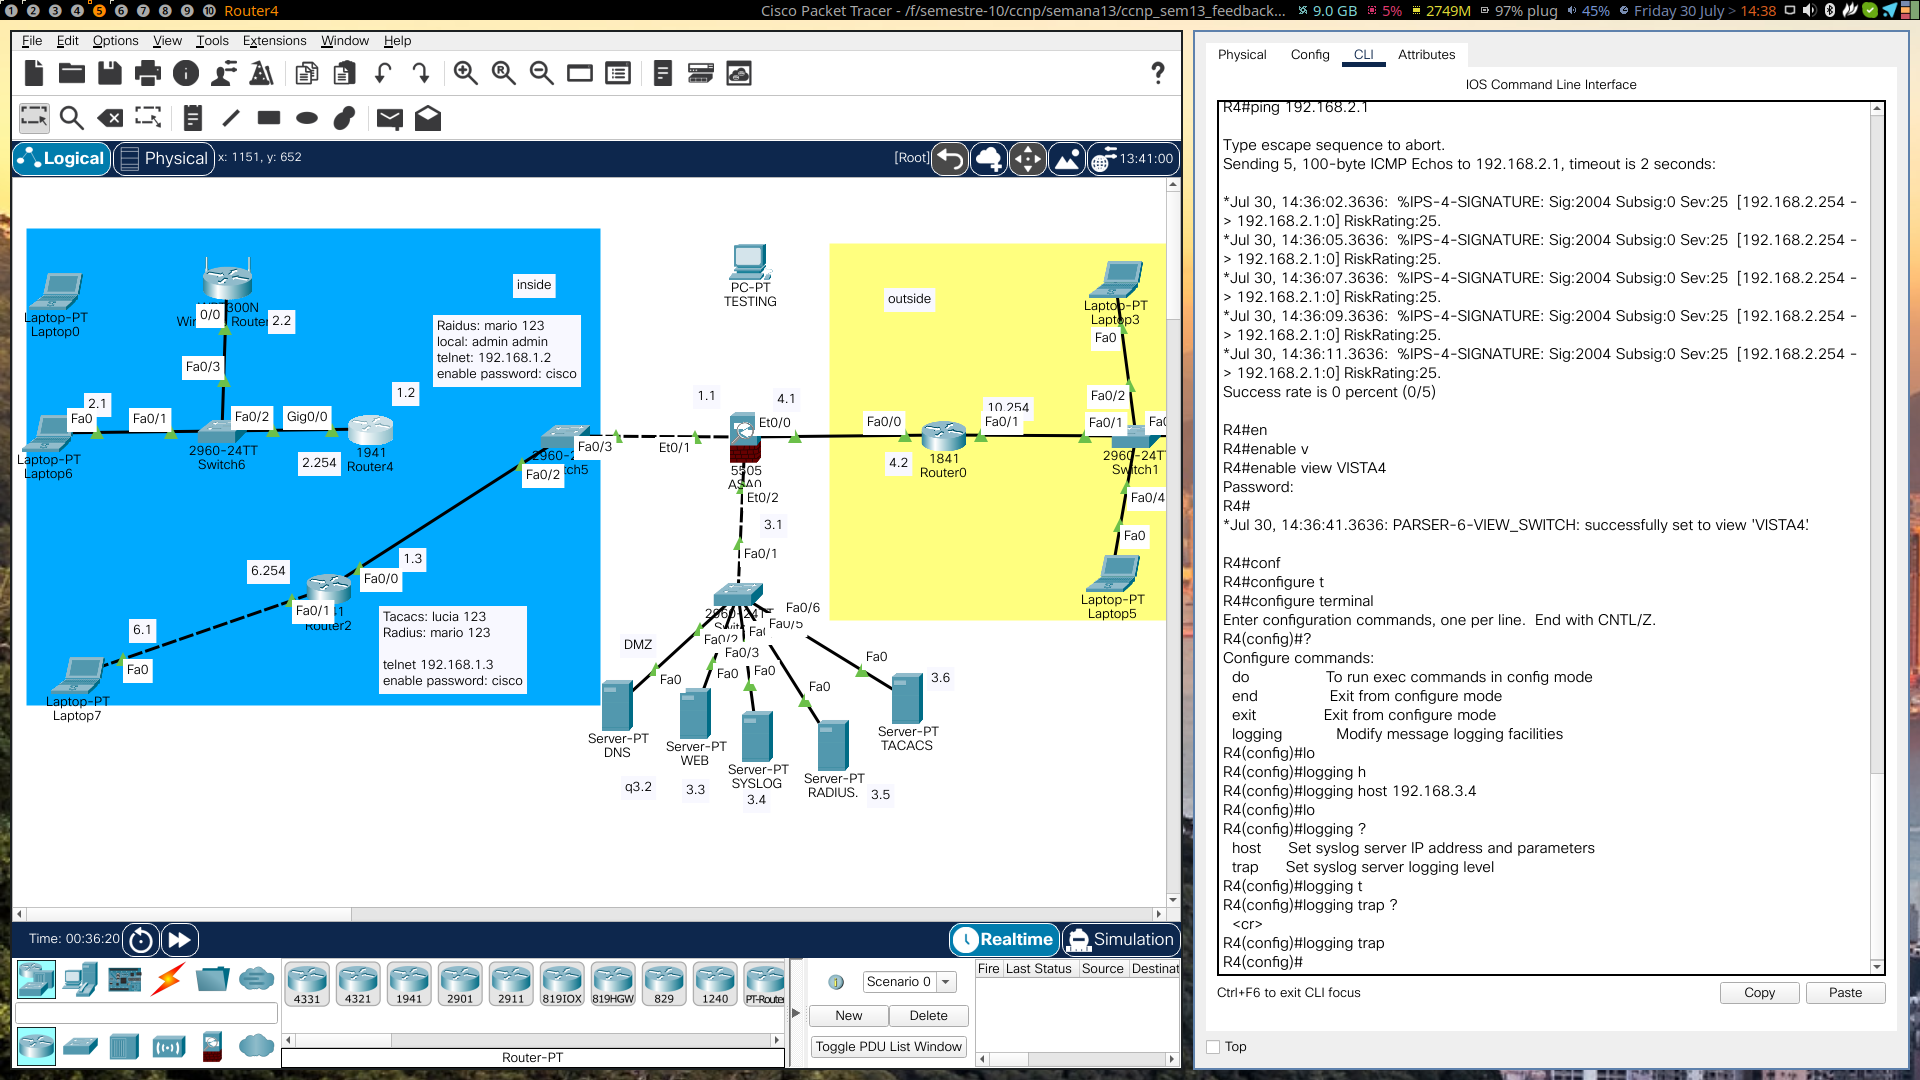 1 2 3 4 5 6 7 8 9 10 Router4
Cisco Packet Tracer - /f/semestre-10/ccnp/semana13/ccnp_sem13_feedback... 9.0 GB 5% 2749M 97% plug 45% Friday 30 July > 14:38
File Edit Options View Tools Extensions Window Help
?
Logical Physical x: 1151, y: 652
[Root] 13:41:00
inside
Laptop-PT
Laptop0
300N
Router
0/0
2.2
Raidus: mario 123
local: admin admin
telnet: 192.168.1.2
enable password: cisco
Fa0/3
1.2
2.1
Fa0
Fa0/1
Fa0/2
Gig0/0
2960-24TT
Switch6
2.254
1941
Router4
Laptop-PT
Laptop6
Fa0/3
Fa0/2
6.254
1.3
Fa0/0
Fa0/1
Router2
Tacacs: lucia 123
Radius: mario 123
telnet 192.168.1.3
enable password: cisco
6.1
Fa0
Laptop-PT
Laptop7
PC-PT
TESTING
1.1
4.1
Et0/0
Et0/1
5505
ASA0
Et0/2
3.1
Fa0/1
Fa0/6
Fa0/5
Fa0/2
Fa0/3
DMZ
Fa0
Fa0
Fa0
Fa0
Fa0
3.6
Server-PT
DNS
q3.2
Server-PT
WEB
3.3
Server-PT
SYSLOG
3.4
Server-PT
RADIUS.
3.5
Server-PT
TACACS
outside
Laptop-PT
Laptop3
Fa0
Fa0/2
10.254
Fa0/0
Fa0/1
Fa0/1
4.2
1841
Router0
Switch1
Fa0/4
Fa0
Laptop-PT
Laptop5
Time: 00:36:20
Realtime Simulation
4331 4321 1941 2901 2911 819IOX 819HGW 829 1240 PT-Router
Router-PT
Scenario 0
New Delete
Toggle PDU List Window
Fire Last Status Source Destinat
Physical Config CLI Attributes
IOS Command Line Interface
R4#ping 192.168.2.1
Type escape sequence to abort.
Sending 5, 100-byte ICMP Echos to 192.168.2.1, timeout is 2 seconds:
*Jul 30, 14:36:02.3636:  %IPS-4-SIGNATURE: Sig:2004 Subsig:0 Sev:25  [192.168.2.254 -
> 192.168.2.1:0] RiskRating:25.
*Jul 30, 14:36:05.3636:  %IPS-4-SIGNATURE: Sig:2004 Subsig:0 Sev:25  [192.168.2.254 -
> 192.168.2.1:0] RiskRating:25.
*Jul 30, 14:36:07.3636:  %IPS-4-SIGNATURE: Sig:2004 Subsig:0 Sev:25  [192.168.2.254 -
> 192.168.2.1:0] RiskRating:25.
*Jul 30, 14:36:09.3636:  %IPS-4-SIGNATURE: Sig:2004 Subsig:0 Sev:25  [192.168.2.254 -
> 192.168.2.1:0] RiskRating:25.
*Jul 30, 14:36:11.3636:  %IPS-4-SIGNATURE: Sig:2004 Subsig:0 Sev:25  [192.168.2.254 -
> 192.168.2.1:0] RiskRating:25.
Success rate is 0 percent (0/5)
R4#en
R4#enable v
R4#enable view VISTA4
Password:
R4#
*Jul 30, 14:36:41.3636: PARSER-6-VIEW_SWITCH: successfully set to view 'VISTA4'.
R4#conf
R4#configure t
R4#configure terminal
Enter configuration commands, one per line.  End with CNTL/Z.
R4(config)#?
Configure commands:
do To run exec commands in config mode
end Exit from configure mode
exit Exit from configure mode
logging Modify message logging facilities
R4(config)#lo
R4(config)#logging h
R4(config)#logging host 192.168.3.4
R4(config)#lo
R4(config)#logging ?
host Set syslog server IP address and parameters
trap Set syslog server logging level
R4(config)#logging t
R4(config)#logging trap ?
<cr>
R4(config)#logging trap
R4(config)#
Ctrl+F6 to exit CLI focus
Copy Paste
Top